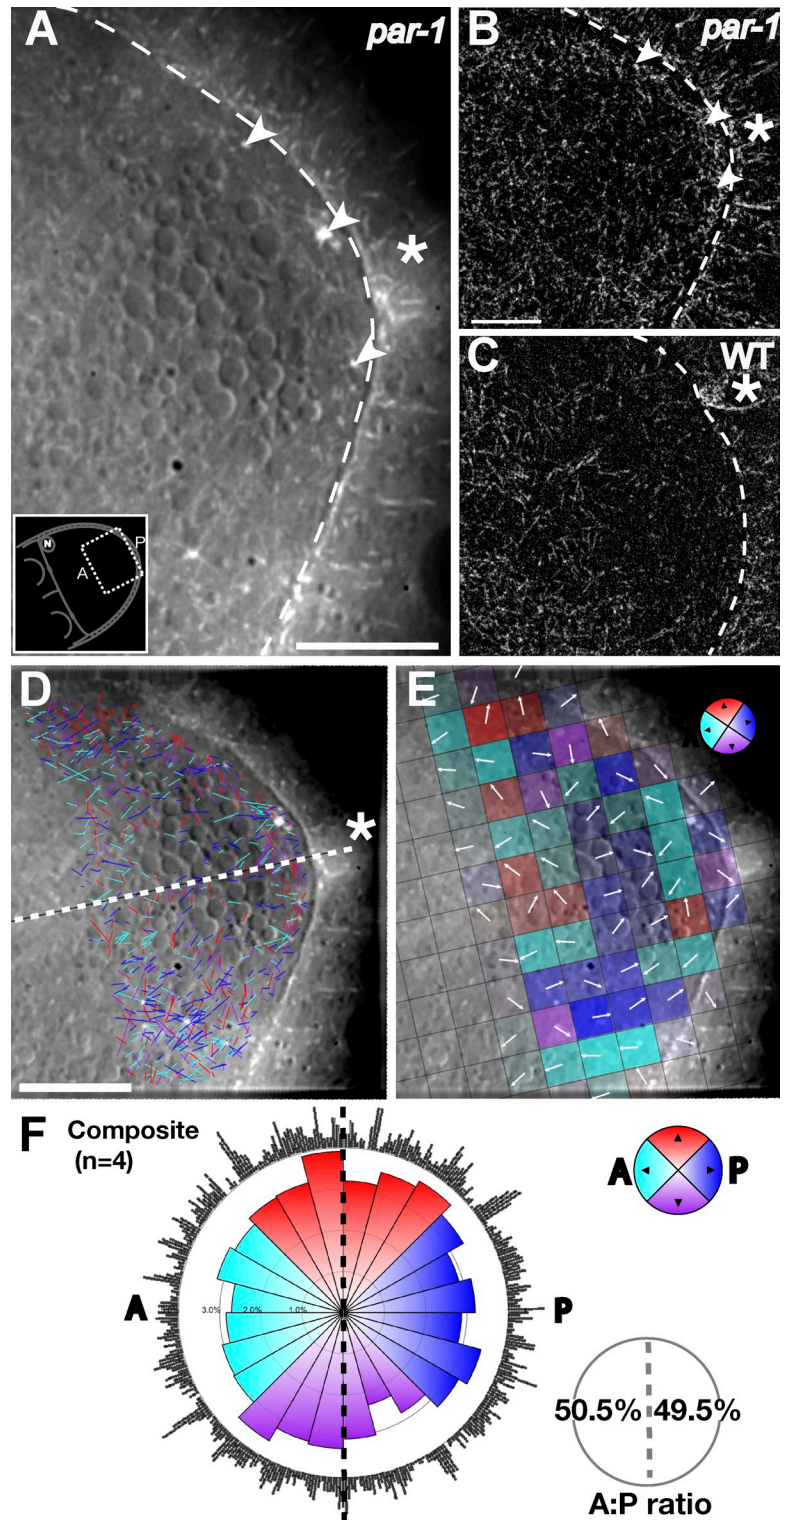 A
par-1
B
par-1
*
*
C
WT
*
N
P
A
D
E
*
A
F
Composite
(n=4)
A
P
A
3.0%
2.0%
1.0%
P
50.5%
49.5%
A:P ratio